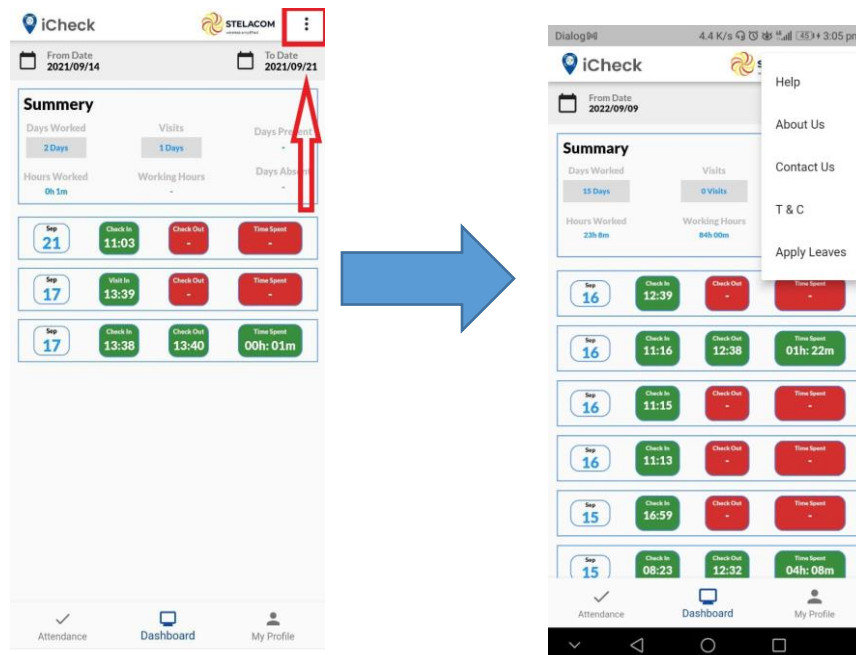 iCheck
STELACOM
From Date
2021/09/14
To Date
2021/09/21
Summery
Days Worked Visits Days Present
2 Days 1 Days -
Hours Worked Working Hours Days Absent
0h 1m - -
Sep Check In Check Out Time Spent
21 11:03 - -
Sep Visit In Check Out Time Spent
17 13:39 - -
Sep Check In Check Out Time Spent
17 13:38 13:40 00h: 01m
Attendance Dashboard My Profile
Dialog 4.4 K/s 45 3:05 pm
iCheck
From Date
2022/09/09
Help
About Us
Contact Us
T & C
Apply Leaves
Summary
Days Worked Visits
15 Days 0 Visits
Hours Worked Working Hours
23h 8m 84h 00m
Sep Check In Check Out Time Spent
16 12:39 - -
Sep Check In Check Out Time Spent
16 11:16 12:38 01h: 22m
Sep Check In Check Out Time Spent
16 11:15 - -
Sep Check In Check Out Time Spent
16 11:13 - -
Sep Check In Check Out Time Spent
15 16:59 - -
Sep Check In Check Out Time Spent
15 08:23 12:32 04h: 08m
Attendance Dashboard My Profile